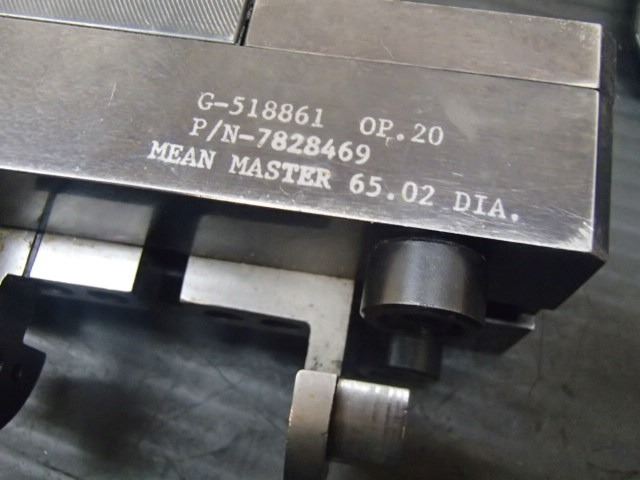 G-518861 OP.20
P/N-7828469
MEAN MASTER 65.02 DIA.